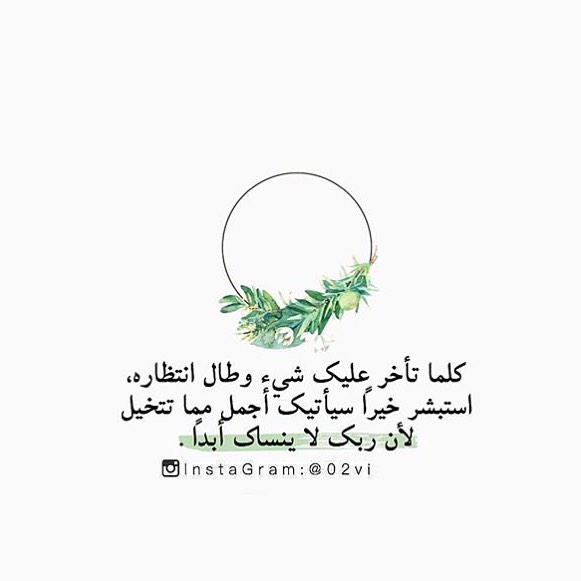 كلما تأخر عليك شيء وطال انتظاره،
استبشر خيراً سيأتيك أجمل مما تتخيل
لأن ربك لا ينساك أبداً .
InstaGram:@02vi